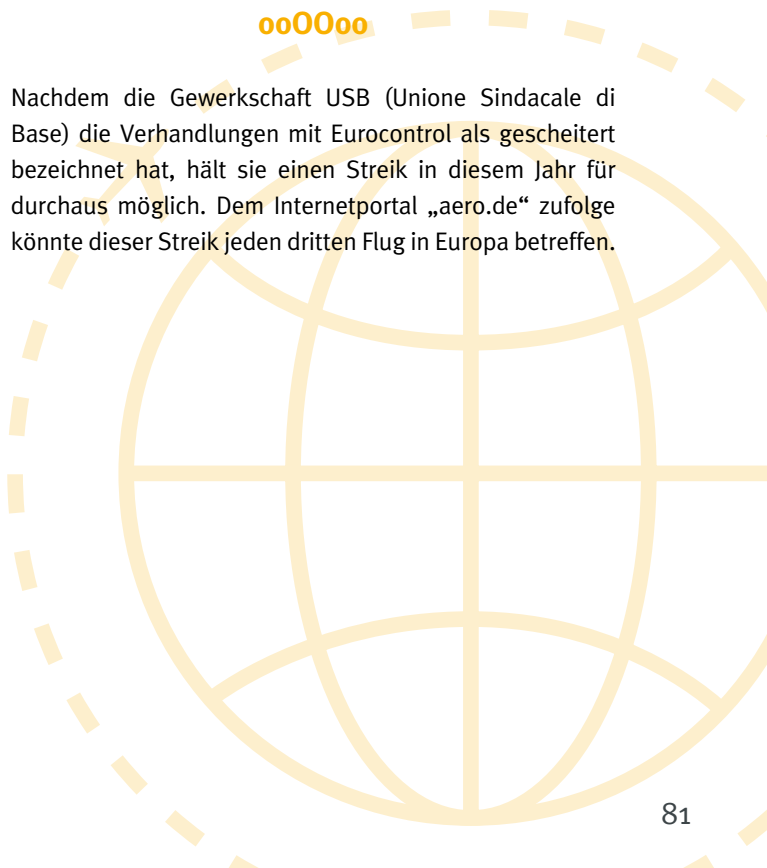 ooOOoo
Nachdem die Gewerkschaft USB (Unione Sindacale di
Base) die Verhandlungen mit Eurocontrol als gescheitert
bezeichnet hat, hält sie einen Streik in diesem Jahr für
durchaus möglich. Dem Internetportal „aero.de“ zufolge
könnte dieser Streik jeden dritten Flug in Europa betreffen.
81